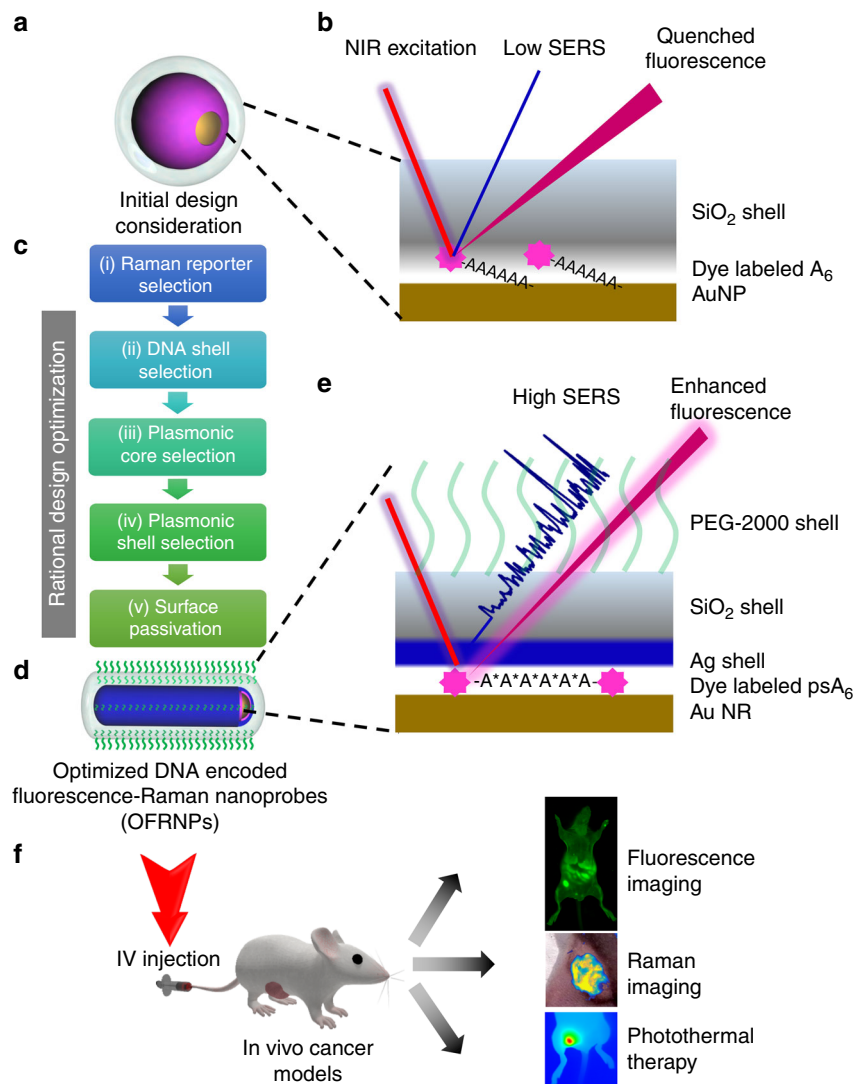 a
Initial design
consideration
b
NIR excitation
Low SERS
Quenched
fluorescence
SiO₂ shell
-AAAAAA-
-AAAAAA-
Dye labeled A₆
AuNP
c
Rational design optimization
(i) Raman reporter
selection
(ii) DNA shell
selection
(iii) Plasmonic
core selection
(iv) Plasmonic
shell selection
(v) Surface
passivation
d
Optimized DNA encoded
fluorescence-Raman nanoprobes
(OFRNPs)
e
High SERS
Enhanced
fluorescence
PEG-2000 shell
SiO₂ shell
Ag shell
-A*A*A*A*A*A-
Dye labeled psA₆
Au NR
f
IV injection
In vivo cancer
models
Fluorescence
imaging
Raman
imaging
Photothermal
therapy